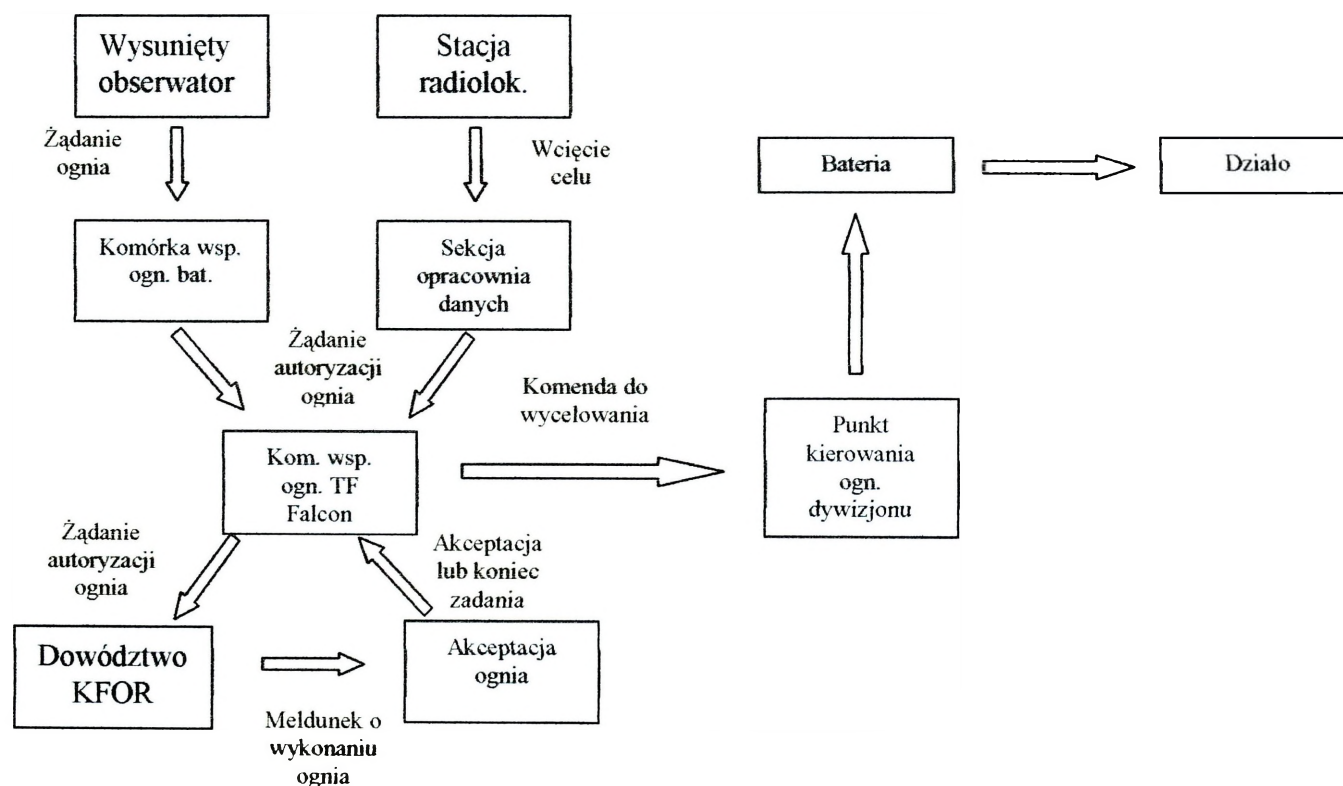 Wysunięty
obserwator
Stacja
radiolok.
Żądanie
ognia
Wcięcie
celu
Bateria
Działo
Komórka wsp.
ogn. bat.
Sekcja
opracownia
danych
Żądanie
autoryzacji
ognia
Komenda do
wycelowania
Kom. wsp.
ogn. TF
Falcon
Punkt
kierowania
ogn.
dywizjonu
Żądanie
autoryzacji
ognia
Akceptacja
lub koniec
zadania
Dowództwo
KFOR
Akceptacja
ognia
Meldunek o
wykonaniu
ognia